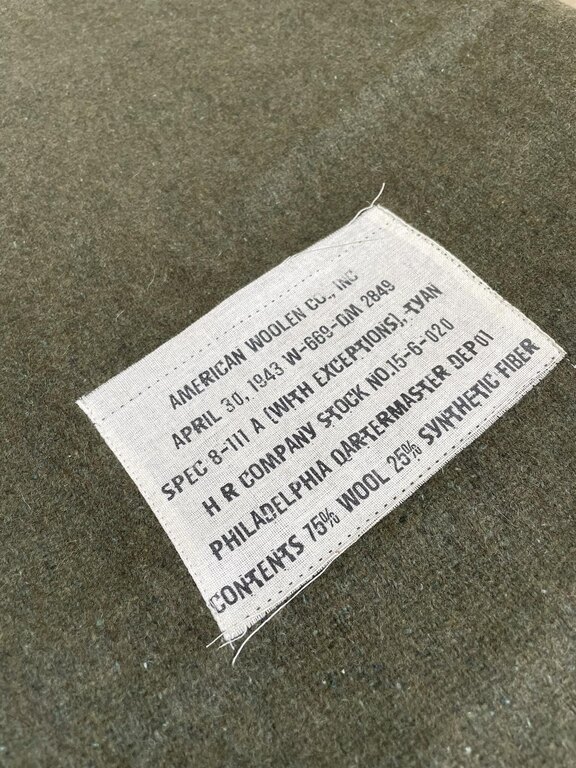 AMERICAN WOOLEN CO., INC
APRIL 30, 1943 W-669-QM 2849
SPEC 8-111 A (WITH EXCEPTIONS), TVAN
H R COMPANY STOCK NO.15-6-020
PHILADELPHIA QARTERMASTER DEPOT
CONTENTS 75% WOOL 25% SYNTHETIC FIBER